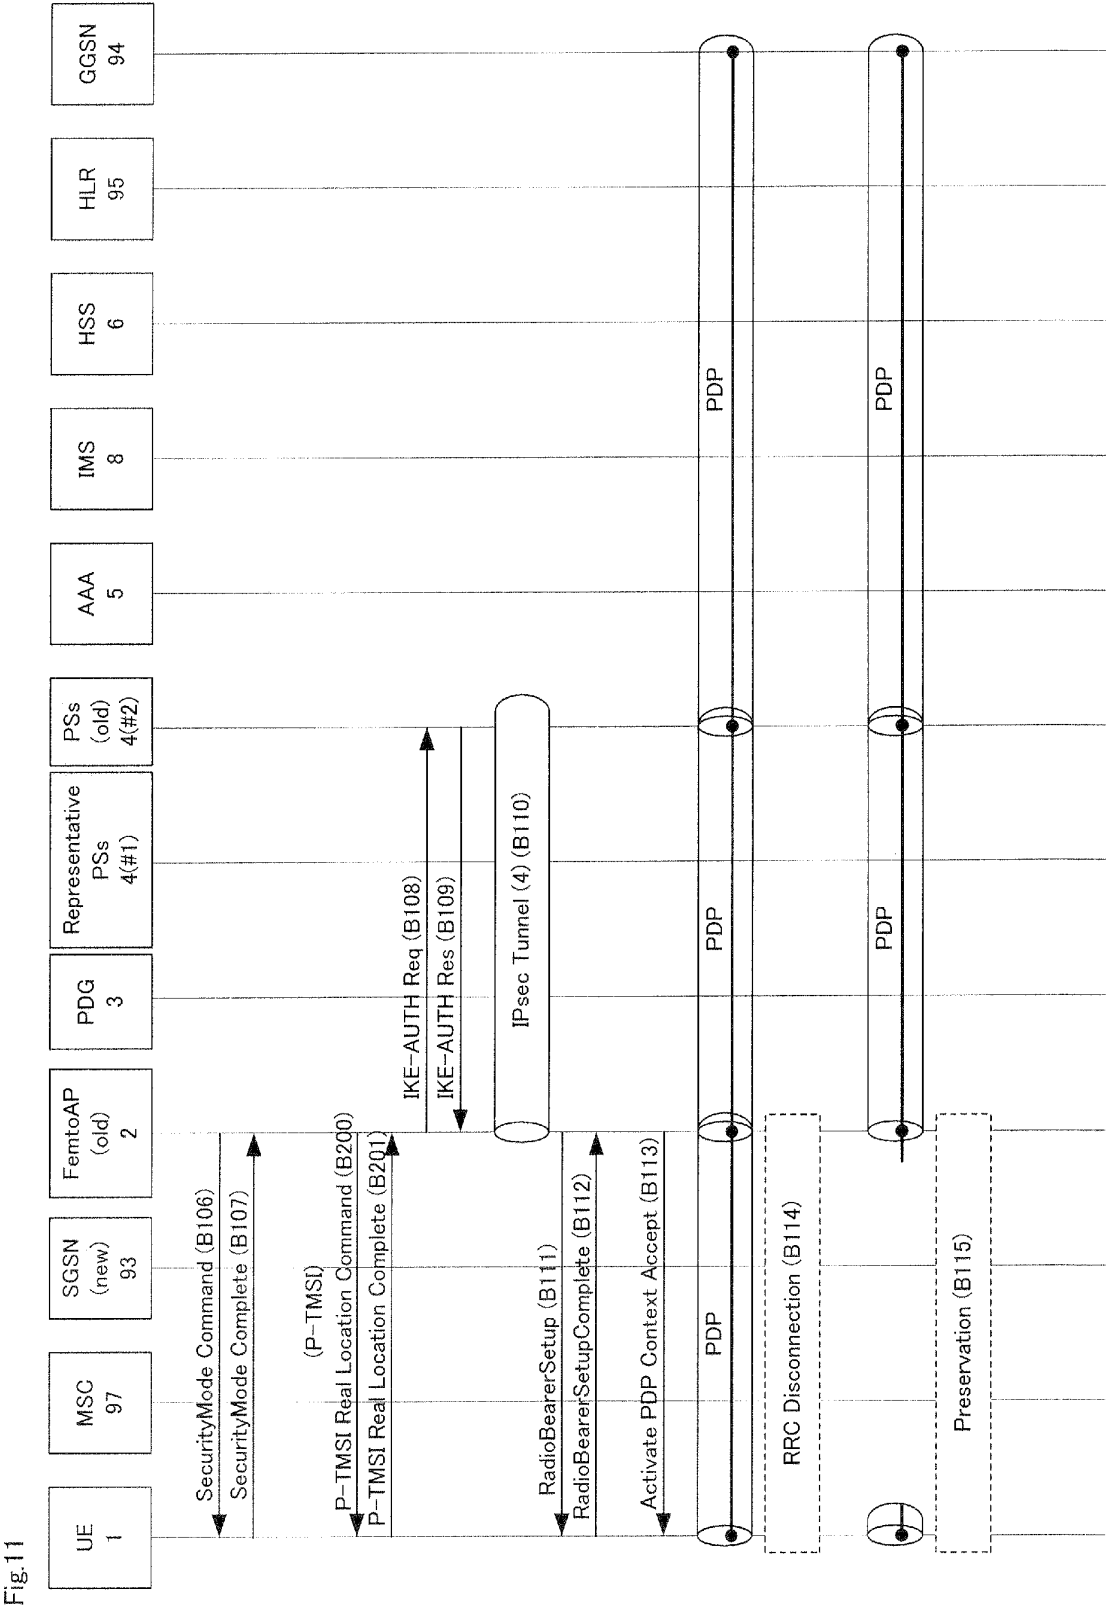 Fig.11
UE
1
MSC
97
SGSN
(new)
93
FemtoAP
(old)
2
PDG
3
Representative
PSs
4(#1)
PSs
(old)
4(#2)
AAA
5
IMS
8
HSS
6
HLR
95
GGSN
94
SecurityMode Command (B106)
SecurityMode Complete (B107)
(P-TMSI)
P-TMSI Real Location Command (B200)
P-TMSI Real Location Complete (B201)
IKE-AUTH Req (B108)
IKE-AUTH Res (B109)
IPsec Tunnel (4) (B110)
RadioBearerSetup (B111)
RadioBearerSetupComplete (B112)
Activate PDP Context Accept (B113)
PDP
PDP
PDP
RRC Disconnection (B114)
PDP
PDP
Preservation (B115)